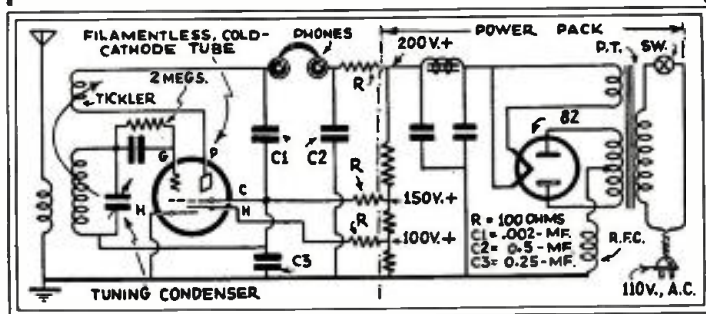 FILAMENTLESS, COLD-
CATHODE TUBE
PHONES
POWER PACK
200V.+
P.T.
SW.
2 MEGS.
R
TICKLER
82
C1
C2
G
P
R
C
150V.+
H
H
R
100V.+
R = 100 OHMS
C1 = .002-MF.
C2 = 0.5-MF.
C3 = 0.25-MF.
R.F.C.
C3
TUNING CONDENSER
110V., A.C.